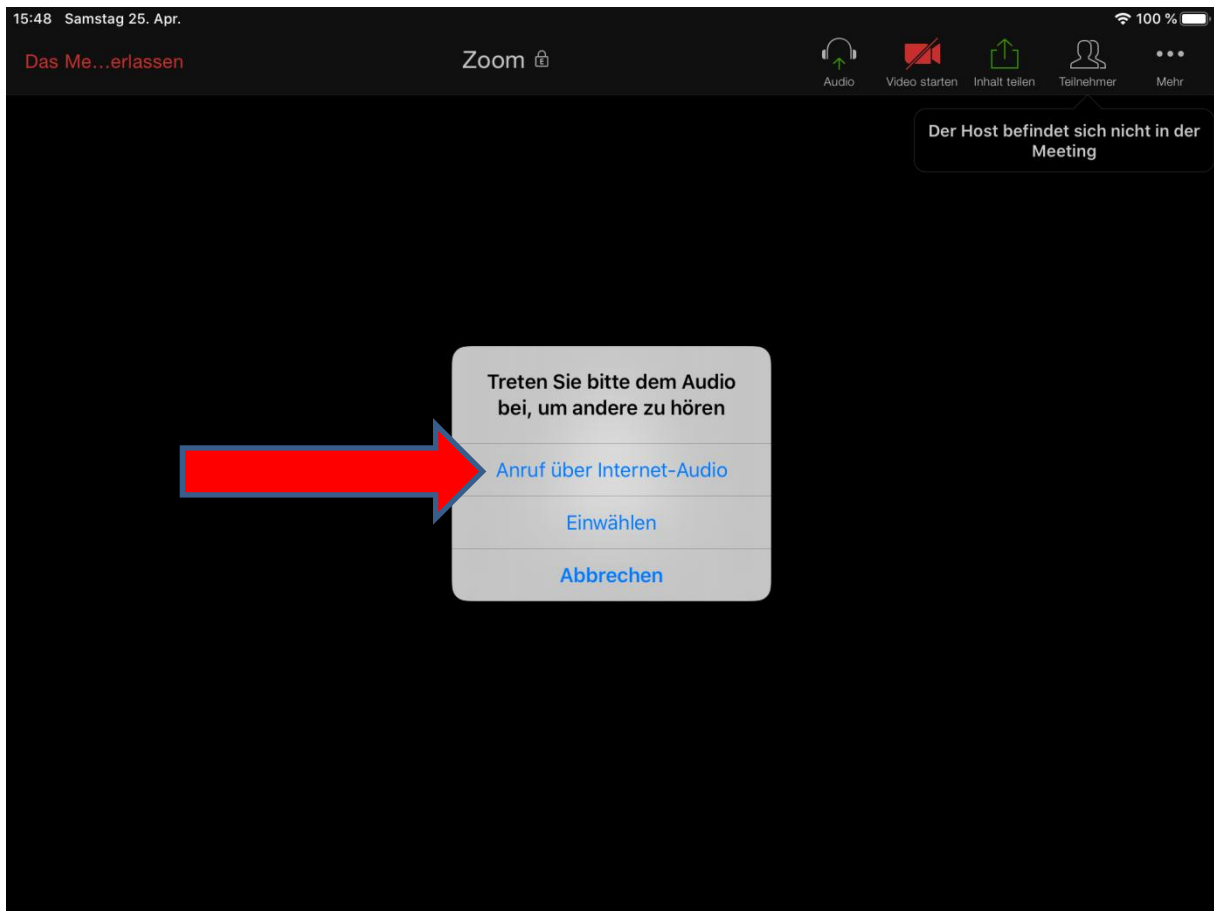 15:48 Samstag 25. Apr.
100 %
Das Me...erlassen
Zoom
Audio
Video starten
Inhalt teilen
Teilnehmer
Mehr
Der Host befindet sich nicht in der
Meeting
Treten Sie bitte dem Audio
bei, um andere zu hören
Anruf über Internet-Audio
Einwählen
Abbrechen